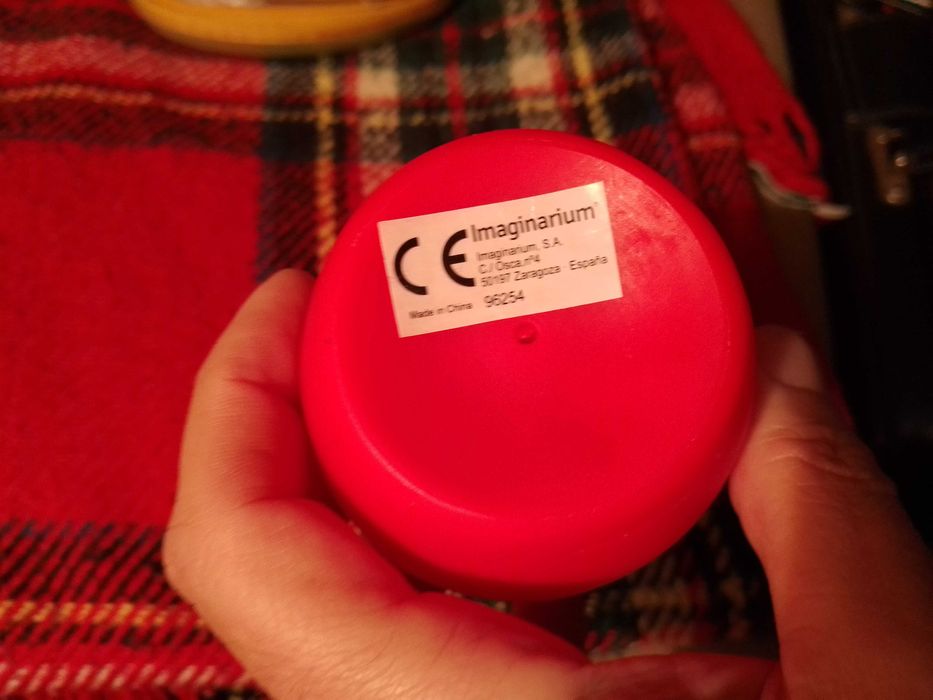 CE Imaginarium®
Imaginarium, S.A.
C./ Osca,nº4
50197 Zaragoza · España
Made in China 96254